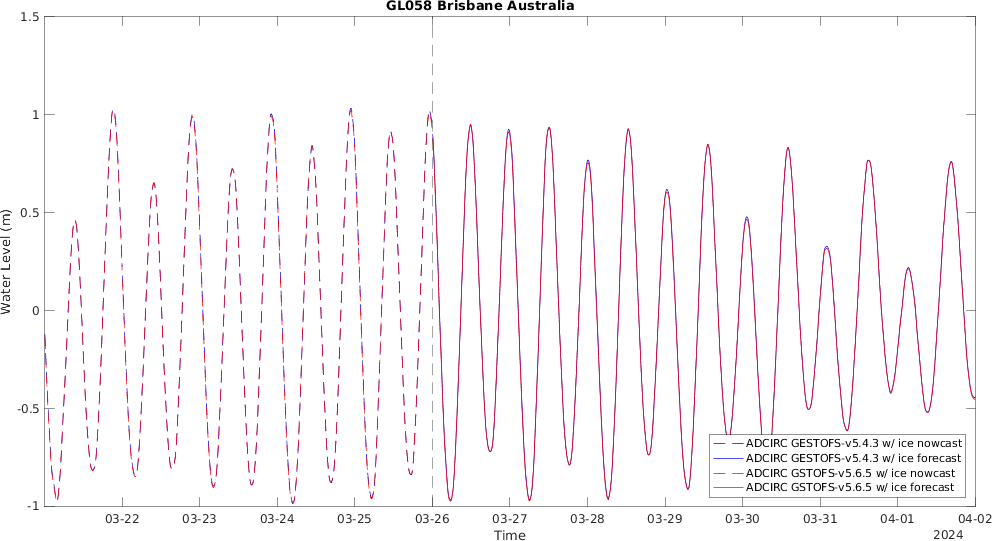 GL058 Brisbane Australia
1.5
1
0.5
0
-0.5
-1
Water Level (m)
03-22 03-23 03-24 03-25 03-26 03-27 03-28 03-29 03-30 03-31 04-01 04-02
Time
2024
ADCIRC GESTOFS-v5.4.3 w/ ice nowcast
ADCIRC GESTOFS-v5.4.3 w/ ice forecast
ADCIRC GSTOFS-v5.6.5 w/ ice nowcast
ADCIRC GSTOFS-v5.6.5 w/ ice forecast